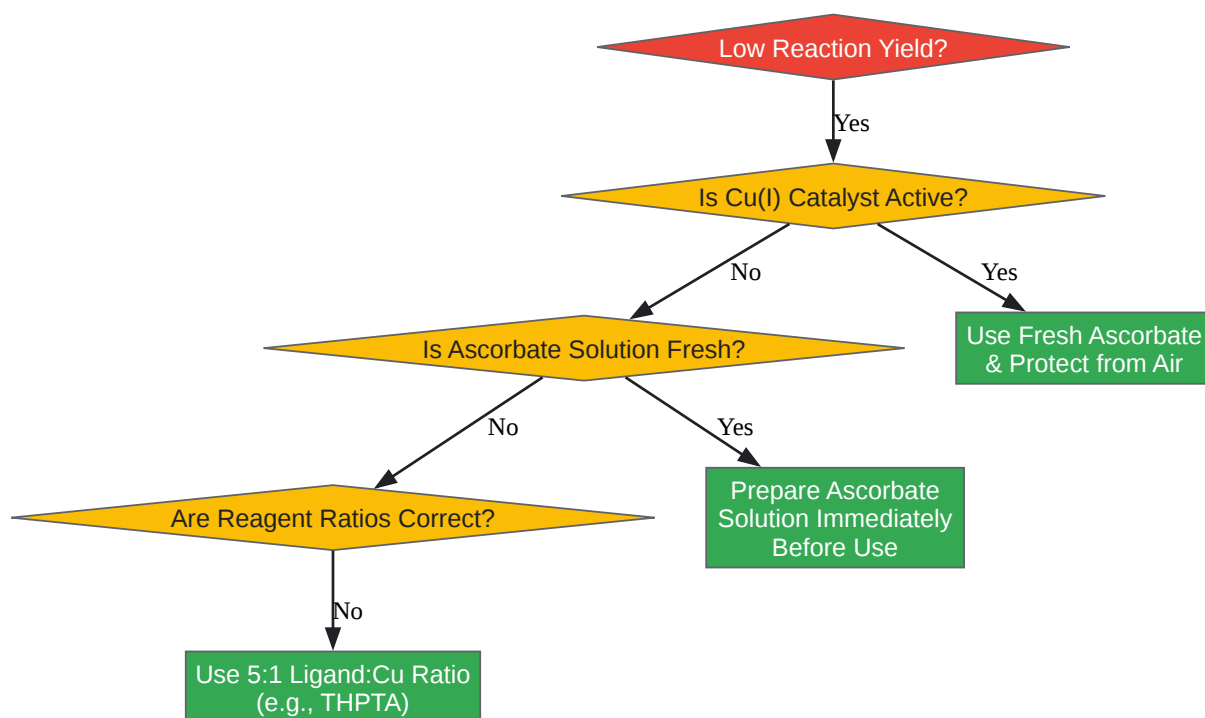 Low Reaction Yield?
Yes
Is Cu(I) Catalyst Active?
No
Yes
Use Fresh Ascorbate
& Protect from Air
Is Ascorbate Solution Fresh?
No
Yes
Prepare Ascorbate
Solution Immediately
Before Use
Are Reagent Ratios Correct?
No
Use 5:1 Ligand:Cu Ratio
(e.g., THPTA)